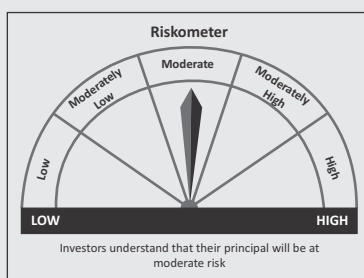 Riskometer
Low
Moderately
Low
Moderate
Moderately
High
High
LOW HIGH
Investors understand that their principal will be at
moderate risk